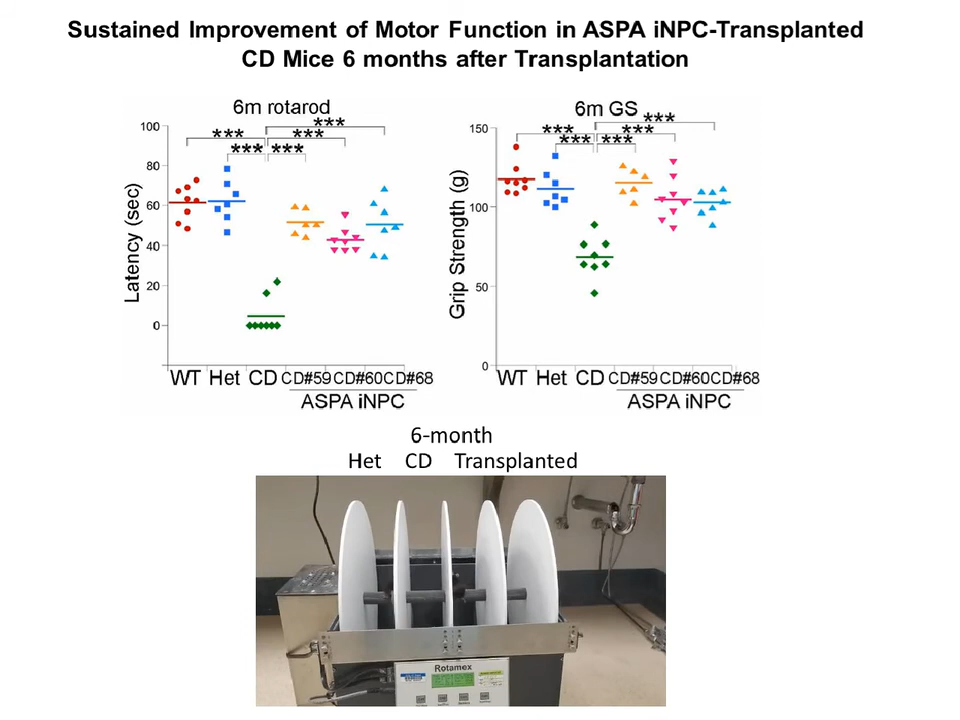 Sustained Improvement of Motor Function in ASPA iNPC-Transplanted
CD Mice 6 months after Transplantation
6m rotarod
***
***
***
***
***
100
80
60
40
20
0
Latency (sec)
WT Het CD CD#59 CD#60 CD#68
ASPA iNPC
6m GS
***
***
***
***
***
150
100
50
0
Grip Strength (g)
WT Het CD CD#59 CD#60 CD#68
ASPA iNPC
6-month
Het CD Transplanted
Rotamex